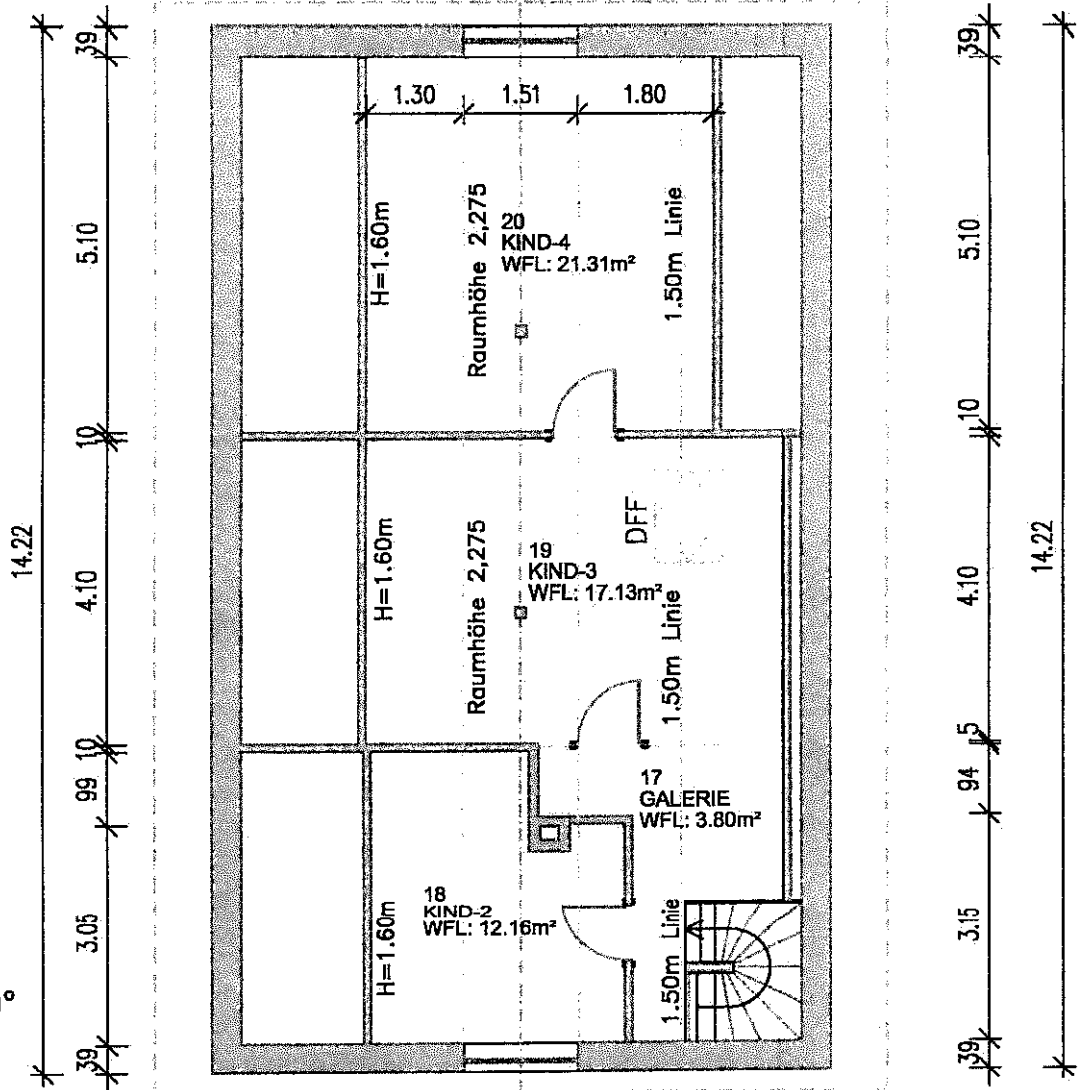 39
39
1.30 1.51 1.80
14.22
5.10
H=1.60m
Raumhöhe 2,275
20
KIND-4
WFL: 21.31m²
1.50m Linie
5.10
14.22
10
10
4.10
H=1.60m
Raumhöhe 2,275
19
KIND-3
WFL: 17.13m²
DFF
1.50m Linie
4.10
10
5
99
17
GALERIE
WFL: 3.80m²
94
3.05
H=1.60m
18
KIND-2
WFL: 12.16m²
1.50m Linie
A
3.15
39
39